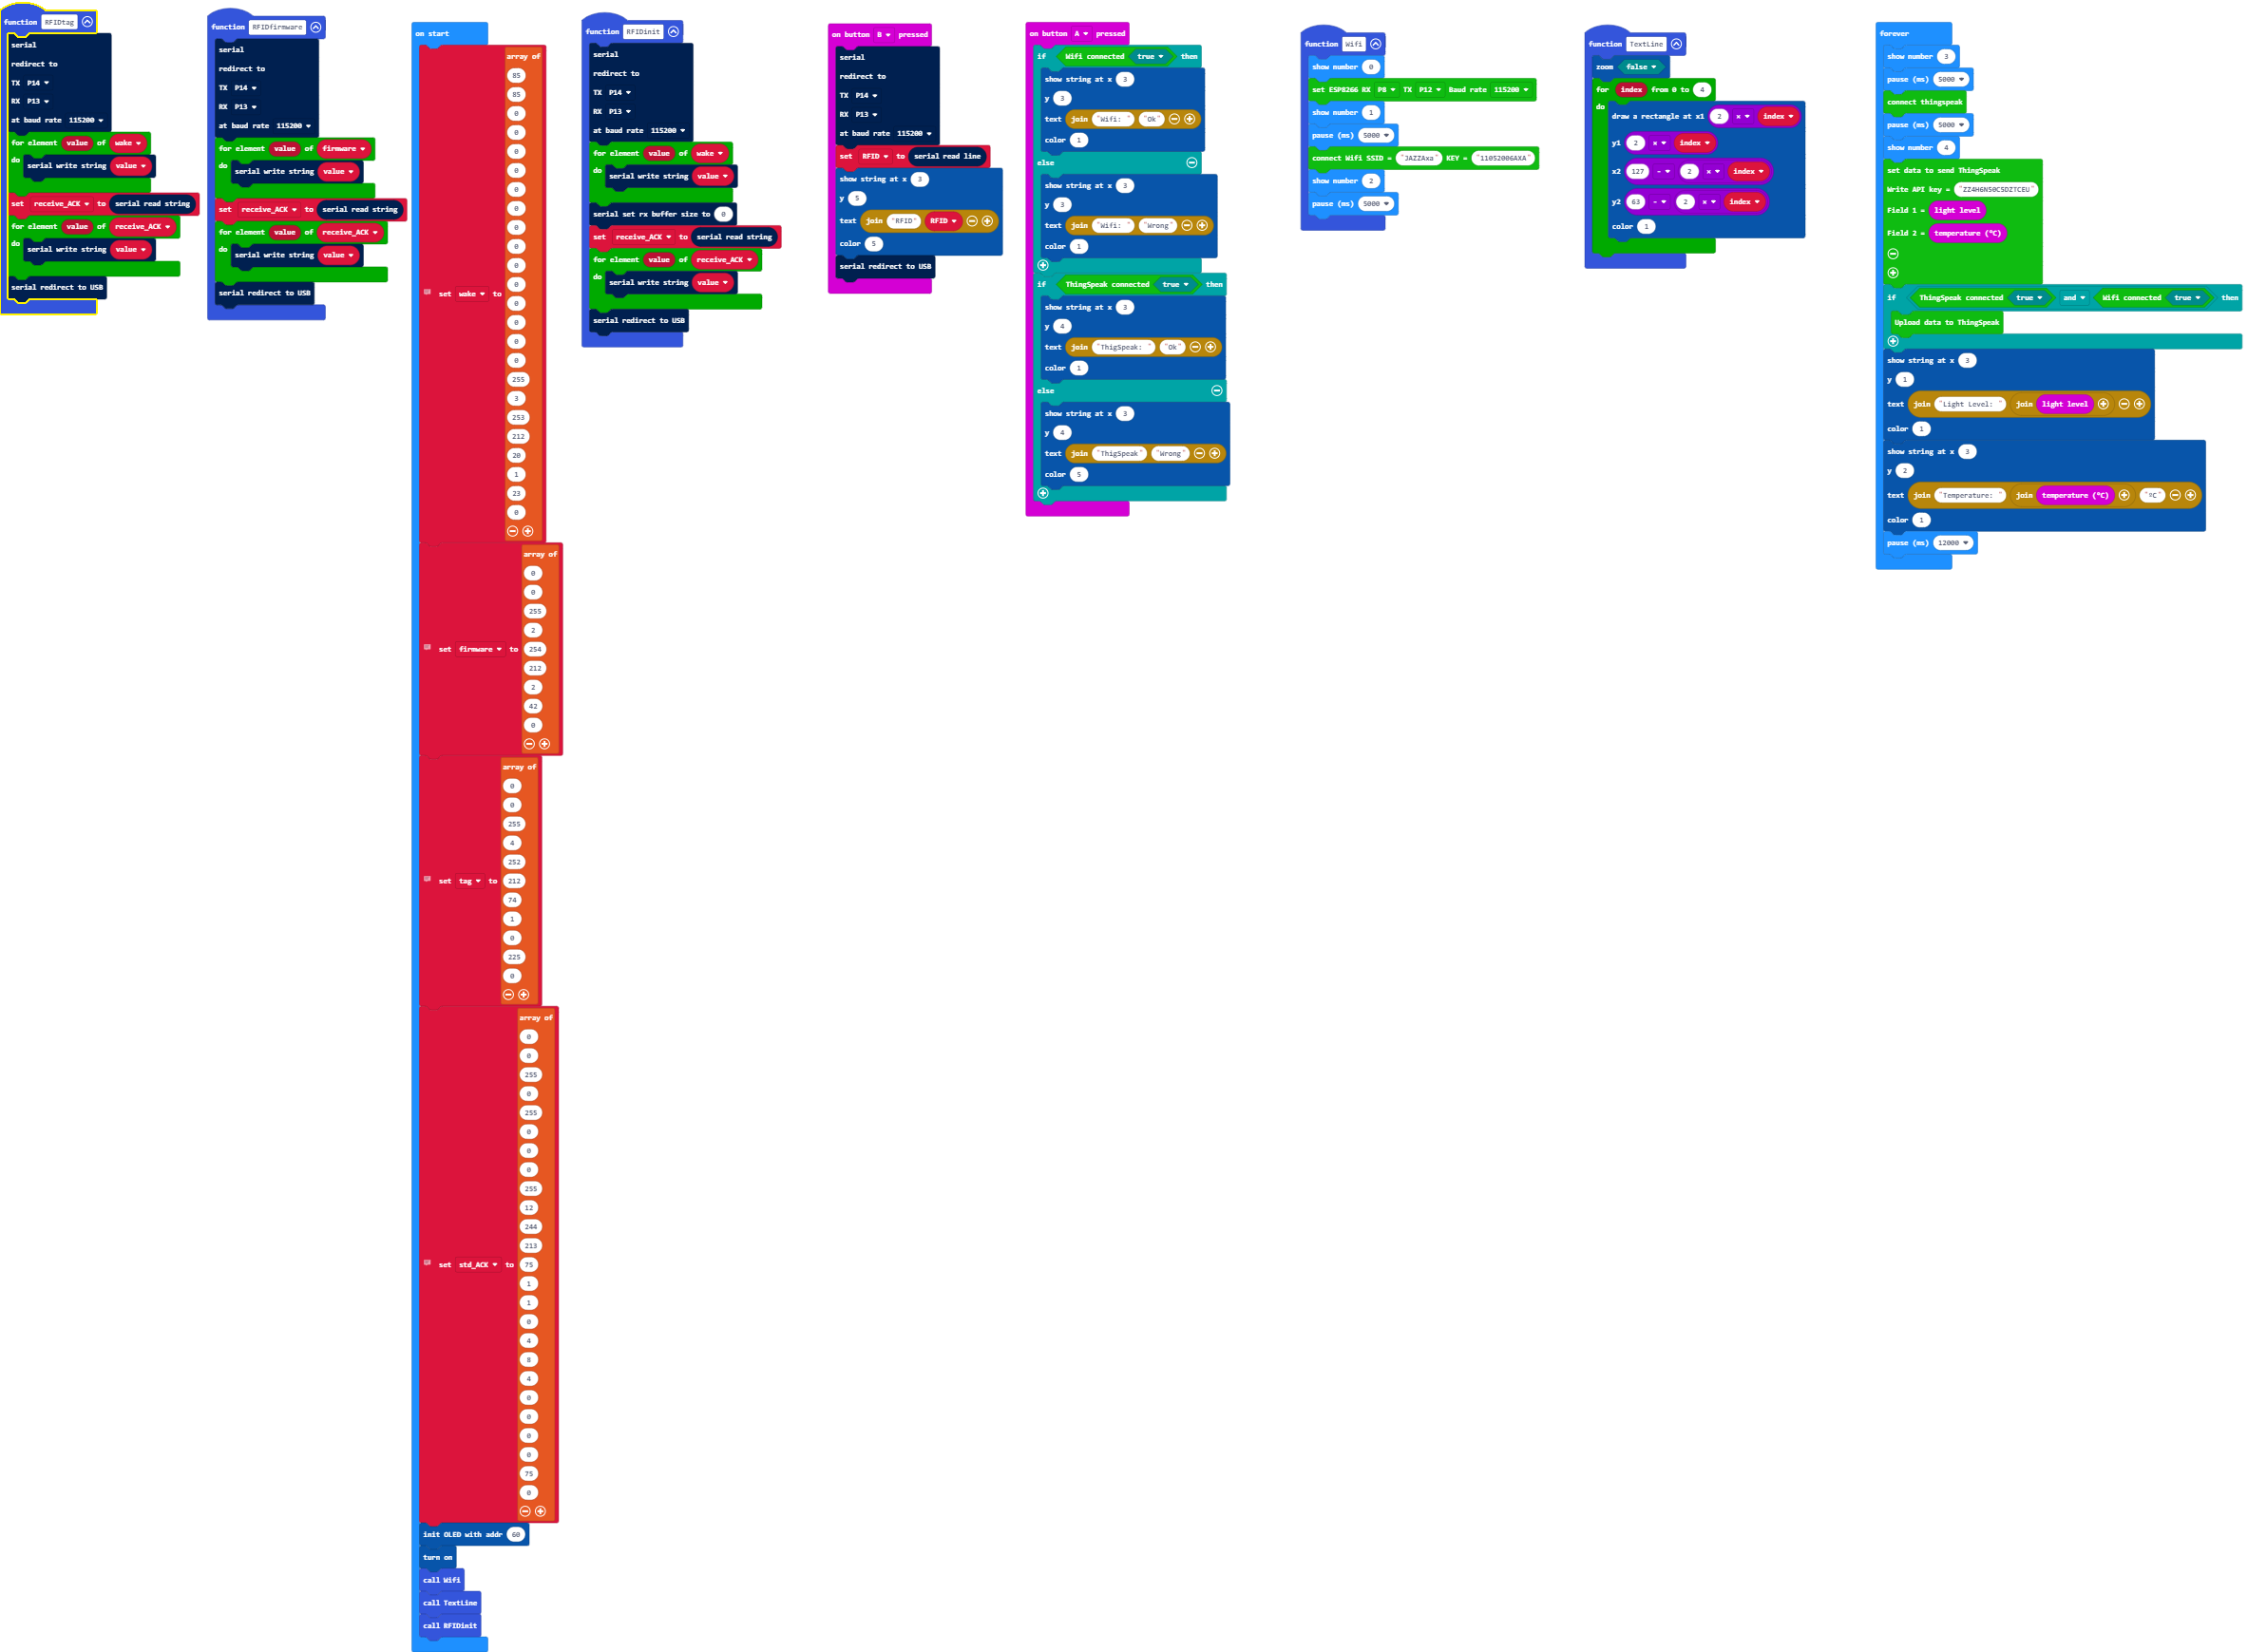 function RFIDtag
serial
redirect to
TX P14
RX P13
at baud rate 115200
for element value of wake
do serial write string value
set receive_ACK to serial read string
for element value of receive_ACK
do serial write string value
serial redirect to USB
function RFIDfirmware
serial
redirect to
TX P14
RX P13
at baud rate 115200
for element value of firmware
do serial write string value
set receive_ACK to serial read string
for element value of receive_ACK
do serial write string value
serial redirect to USB
on start
set wake to array of
85
85
0
0
0
0
0
0
0
0
0
0
0
0
0
0
255
3
253
212
20
1
23
0
set firmware to array of
0
0
255
2
254
212
2
42
0
set tag to array of
0
0
255
4
252
212
74
1
0
225
0
set std_ACK to array of
0
0
255
0
255
0
0
0
255
12
244
213
75
1
1
0
4
8
4
0
0
0
0
75
0
init OLED with addr 60
turn on
call Wifi
call TextLine
call RFIDinit
function RFIDinit
serial
redirect to
TX P14
RX P13
at baud rate 115200
for element value of wake
do serial write string value
serial set rx buffer size to 0
set receive_ACK to serial read string
for element value of receive_ACK
do serial write string value
serial redirect to USB
on button B pressed
serial
redirect to
TX P14
RX P13
at baud rate 115200
set RFID to serial read line
show string at x 3
y 5
text join "RFID" RFID
color 5
serial redirect to USB
on button A pressed
if Wifi connected true then
show string at x 3
y 3
text join "Wifi: " "Ok"
color 1
else
show string at x 3
y 3
text join "Wifi: " "Wrong"
color 1
if ThingSpeak connected true then
show string at x 3
y 4
text join "ThigSpeak: " "Ok"
color 1
else
show string at x 3
y 4
text join "ThigSpeak" "Wrong"
color 5
function Wifi
show number 0
set ESP8266 RX P8 TX P12 Baud rate 115200
show number 1
pause (ms) 5000
connect Wifi SSID = "JAZZAxa" KEY = "11052006AXA"
show number 2
pause (ms) 5000
function TextLine
zoom false
for index from 0 to 4
do draw a rectangle at x1 2 × index
y1 2 × index
x2 127 - 2 × index
y2 63 - 2 × index
color 1
forever
show number 3
pause (ms) 5000
connect thingspeak
pause (ms) 5000
show number 4
set data to send ThingSpeak
Write API key = "ZZ4H6N50C5DZTCEU"
Field 1 = light level
Field 2 = temperature (°C)
if ThingSpeak connected true and Wifi connected true then
Upload data to ThingSpeak
show string at x 3
y 1
text join "Light Level: " join light level
color 1
show string at x 3
y 2
text join "Temperature: " join temperature (°C) "ºC"
color 1
pause (ms) 12000